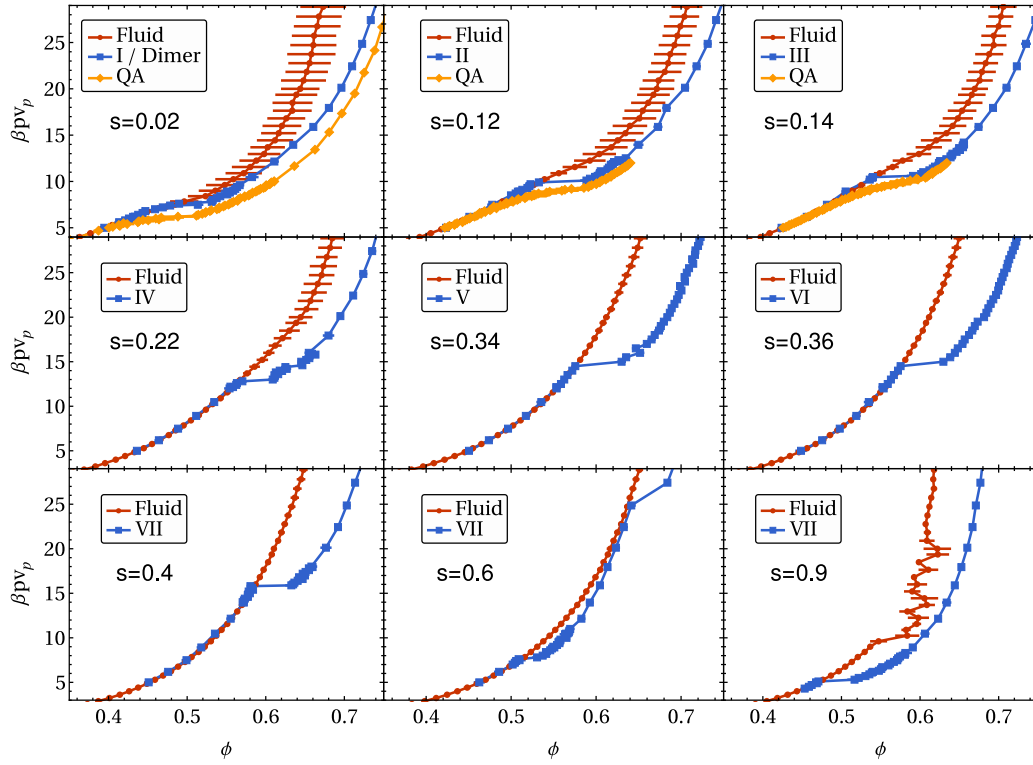 Fluid
I / Dimer
QA
s=0.02
Fluid
II
QA
s=0.12
Fluid
III
QA
s=0.14
βpvₚ
25
20
15
10
5
Fluid
IV
s=0.22
Fluid
V
s=0.34
Fluid
VI
s=0.36
βpvₚ
25
20
15
10
5
Fluid
VII
s=0.4
Fluid
VII
s=0.6
Fluid
VII
s=0.9
βpvₚ
25
20
15
10
5
0.4 0.5 0.6 0.7
0.4 0.5 0.6 0.7
0.4 0.5 0.6 0.7
ϕ ϕ ϕ